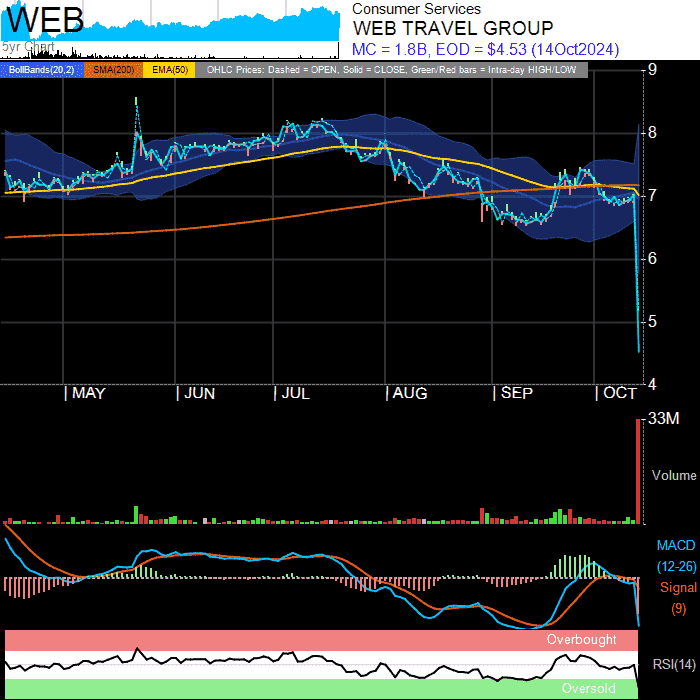 WEB
5yr Chart
Consumer Services
WEB TRAVEL GROUP
MC = 1.8B, EOD = $4.53 (14Oct2024)
BollBands(20,2) SMA(200) EMA(50) OHLC Prices: Dashed = OPEN, Solid = CLOSE, Green/Red bars = Intra-day HIGH/LOW
9
8
7
6
5
4
| MAY | JUN | JUL | AUG | SEP | OCT
33M
Volume
MACD
(12-26)
Signal
(9)
Overbought
RSI(14)
Oversold